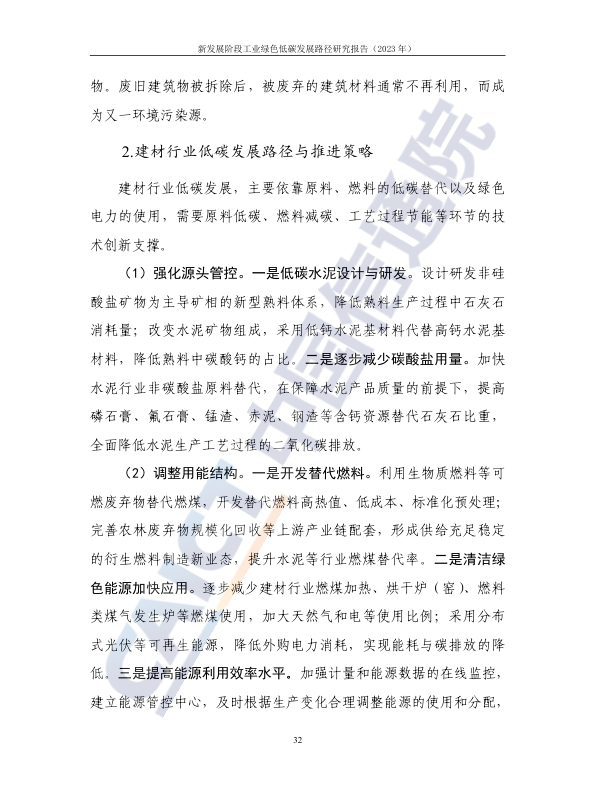 新发展阶段工业绿色低碳发展路径研究报告（2023 年）
物。废旧建筑物被拆除后，被废弃的建筑材料通常不再利用，而成
为又一环境污染源。
2.建材行业低碳发展路径与推进策略
建材行业低碳发展，主要依靠原料、燃料的低碳替代以及绿色
电力的使用，需要原料低碳、燃料减碳、工艺过程节能等环节的技
术创新支撑。
（1）强化源头管控。一是低碳水泥设计与研发。设计研发非硅
酸盐矿物为主导矿相的新型熟料体系，降低熟料生产过程中石灰石
消耗量；改变水泥矿物组成，采用低钙水泥基材料代替高钙水泥基
材料，降低熟料中碳酸钙的占比。二是逐步减少碳酸盐用量。加快
水泥行业非碳酸盐原料替代，在保障水泥产品质量的前提下，提高
磷石膏、氟石膏、锰渣、赤泥、钢渣等含钙资源替代石灰石比重，
全面降低水泥生产工艺过程的二氧化碳排放。
（2）调整用能结构。一是开发替代燃料。利用生物质燃料等可
燃废弃物替代燃煤，开发替代燃料高热值、低成本、标准化预处理；
完善农林废弃物规模化回收等上游产业链配套，形成供给充足稳定
的衍生燃料制造新业态，提升水泥等行业燃煤替代率。二是清洁绿
色能源加快应用。逐步减少建材行业燃煤加热、烘干炉（窑）、燃料
类煤气发生炉等燃煤使用，加大天然气和电等使用比例；采用分布
式光伏等可再生能源，降低外购电力消耗，实现能耗与碳排放的降
低。三是提高能源利用效率水平。加强计量和能源数据的在线监控，
建立能源管控中心，及时根据生产变化合理调整能源的使用和分配，
32
CAICT 中国信通院